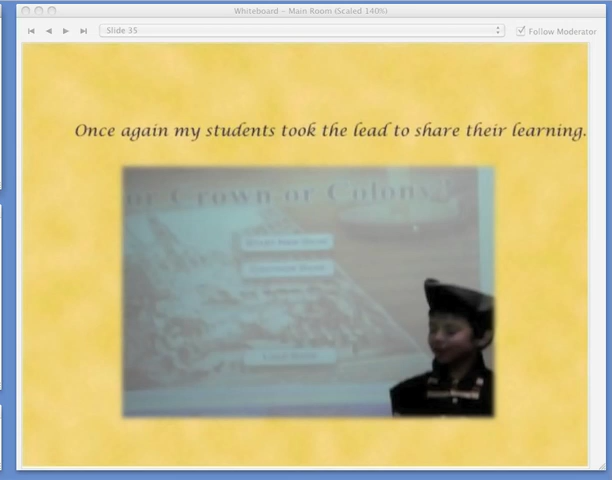 Whiteboard – Main Room (Scaled 140%)
Slide 35
Follow Moderator
Once again my students took the lead to share their learning.
or Crown or Colony?